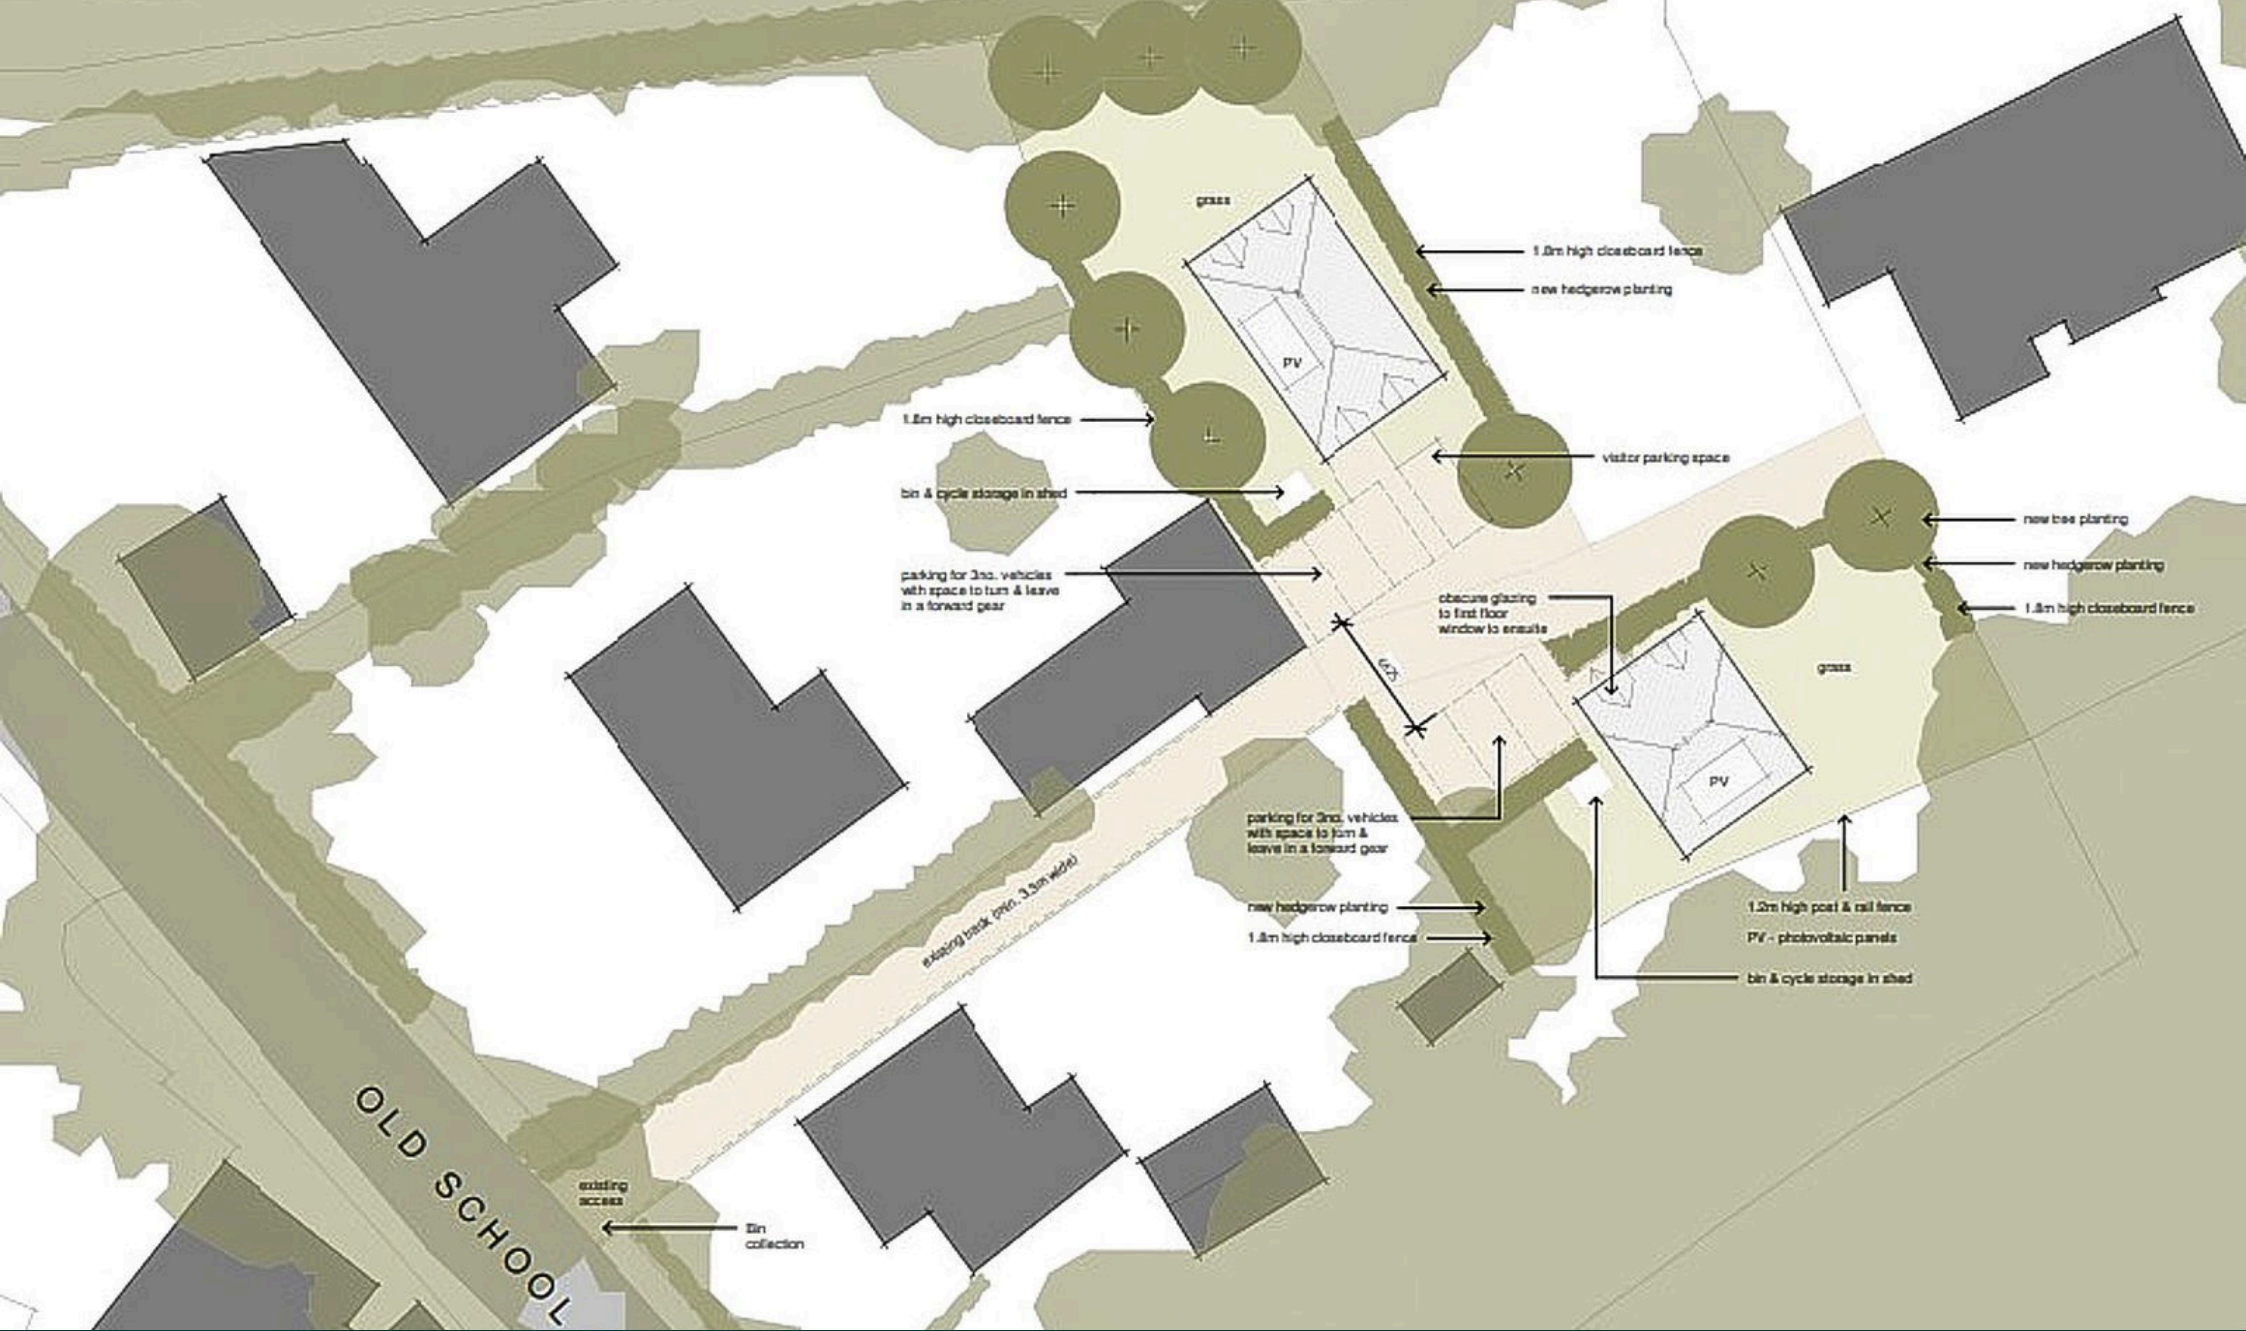 grass
1.8m high closeboard fence
new hedgerow planting
PV
1.8m high closeboard fence
visitor parking space
bin & cycle storage in shed
new tree planting
new hedgerow planting
1.8m high closeboard fence
parking for 3no. vehicles
with space to turn & leave
in a forward gear
obscure glazing
to first floor
window to ensuite
grass
PV
parking for 3no. vehicles
with space to turn &
leave in a forward gear
existing track (min. 3.3m wide)
new hedgerow planting
1.8m high closeboard fence
1.2m high post & rail fence
PV - photovoltaic panels
bin & cycle storage in shed
OLD SCHOOL
existing
access
Bin
collection